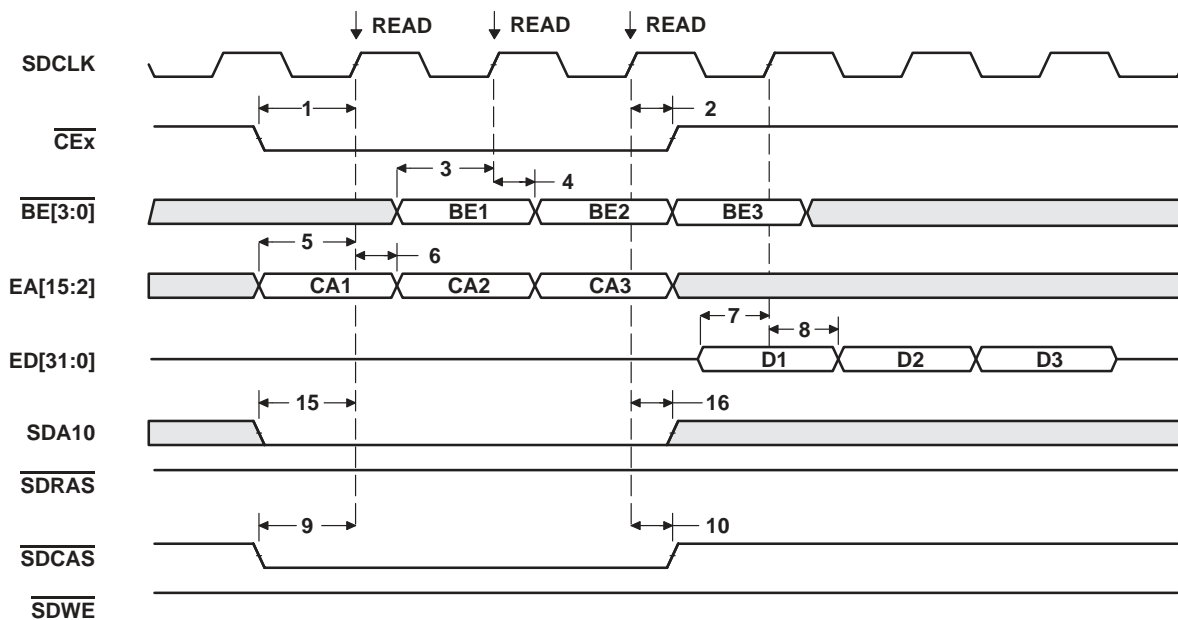 READ READ READ
SDCLK
1 2
CEx
3 4
BE[3:0] BE1 BE2 BE3
5 6
EA[15:2] CA1 CA2 CA3
7 8
ED[31:0] D1 D2 D3
15 16
SDA10
SDRAS
9 10
SDCAS
SDWE